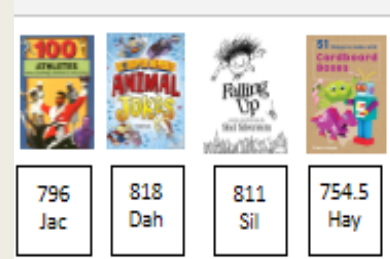 100
ATHLETES
ANIMAL
JOKES
Falling
Up
Shel Silverstein
51
Cardboard
Boxes
796
Jac
818
Dah
811
Sil
754.5
Hay